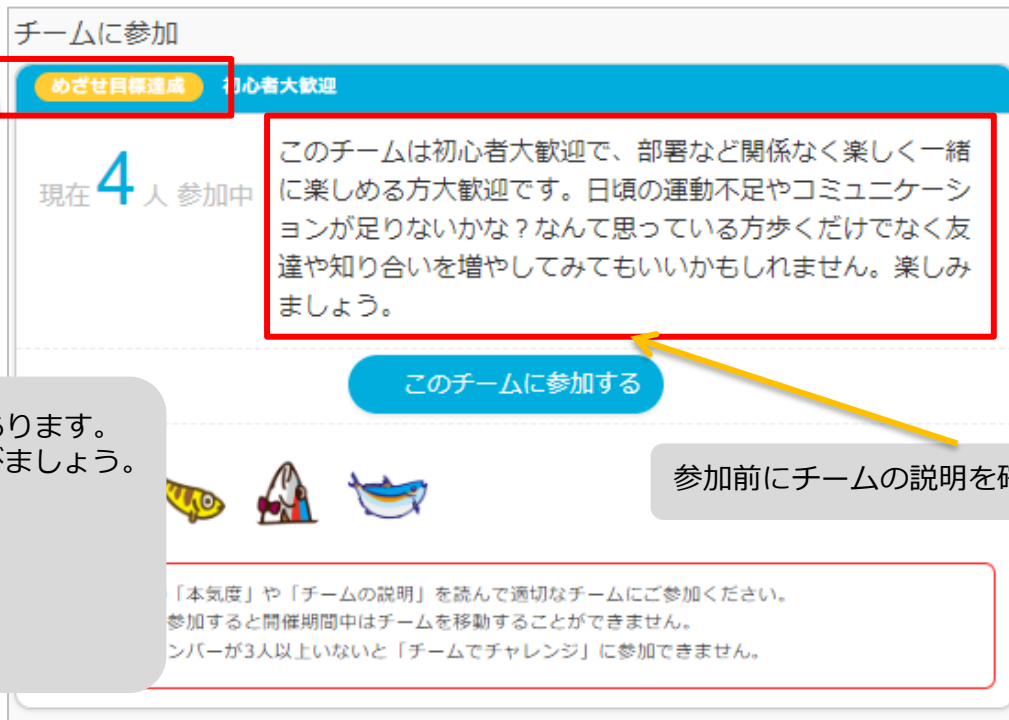 チームに参加
めざせ目標達成 初心者大歓迎
現在4人 参加中
このチームは初心者大歓迎で、部署など関係なく楽しく一緒
に楽しめる方大歓迎です。日頃の運動不足やコミュニケーシ
ョンが足りないかな？なんて思っている方歩くだけでなく友
達や知り合いを増やしてみてもいいかもしれません。楽しみ
ましょう。
このチームに参加する
ります。
ましょう。
参加前にチームの説明を
「本気度」や「チームの説明」を読んで適切なチームにご参加ください。
参加すると開催期間中はチームを移動することができません。
ンバーが3人以上いないと「チームでチャレンジ」に参加できません。